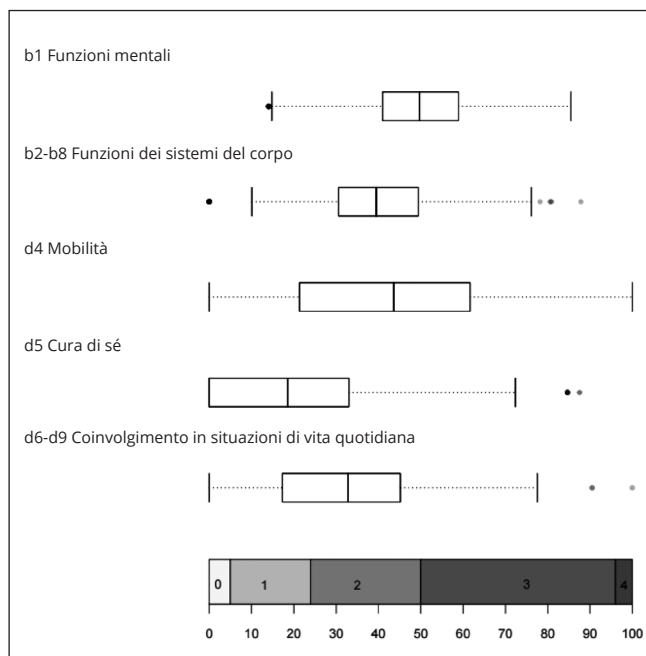 b1 Funzioni mentali
b2-b8 Funzioni dei sistemi del corpo
d4 Mobilità
d5 Cura di sé
d6-d9 Coinvolgimento in situazioni di vita quotidiana
0 1 2 3 4
0 10 20 30 40 50 60 70 80 90 100